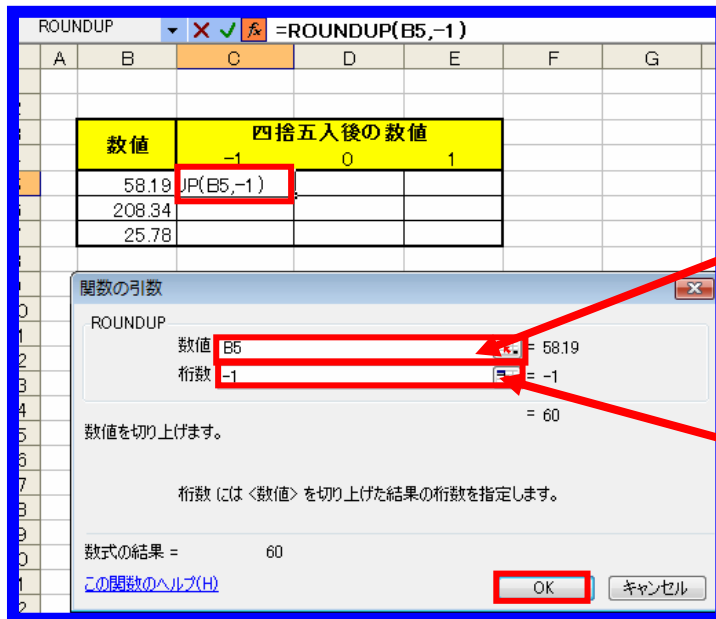 ROUNDUP =ROUNDUP(B5,-1)
A B C D E F G
数値 四捨五入後の数値
-1 0 1
58.19 UP(B5,-1)
208.34
25.78
関数の引数
ROUNDUP
数値 B5 = 58.19
桁数 -1 = -1
= 60
数値を切り上げます。
桁数 には <数値> を切り上げた結果の桁数を指定します。
数式の結果 = 60
この関数のヘルプ(H) OK キャンセル